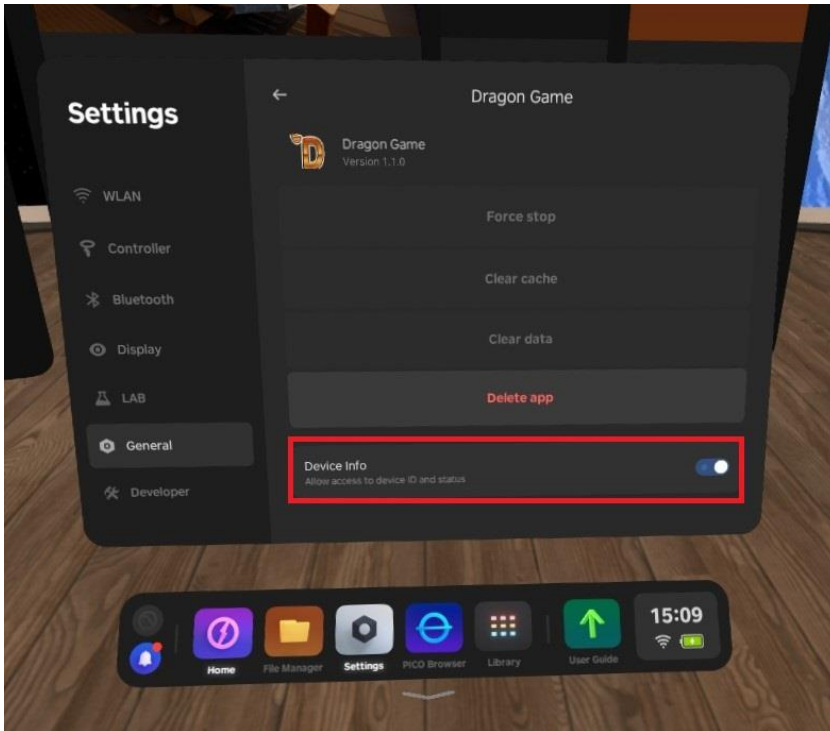 Settings
WLAN
Controller
Bluetooth
Display
LAB
General
Developer
Dragon Game
D
Dragon Game
Version 1.1.0
Force stop
Clear cache
Clear data
Delete app
Device Info
Allow access to device ID and status
Home
File Manager
Settings
PICO Browser
Library
User Guide
15:09